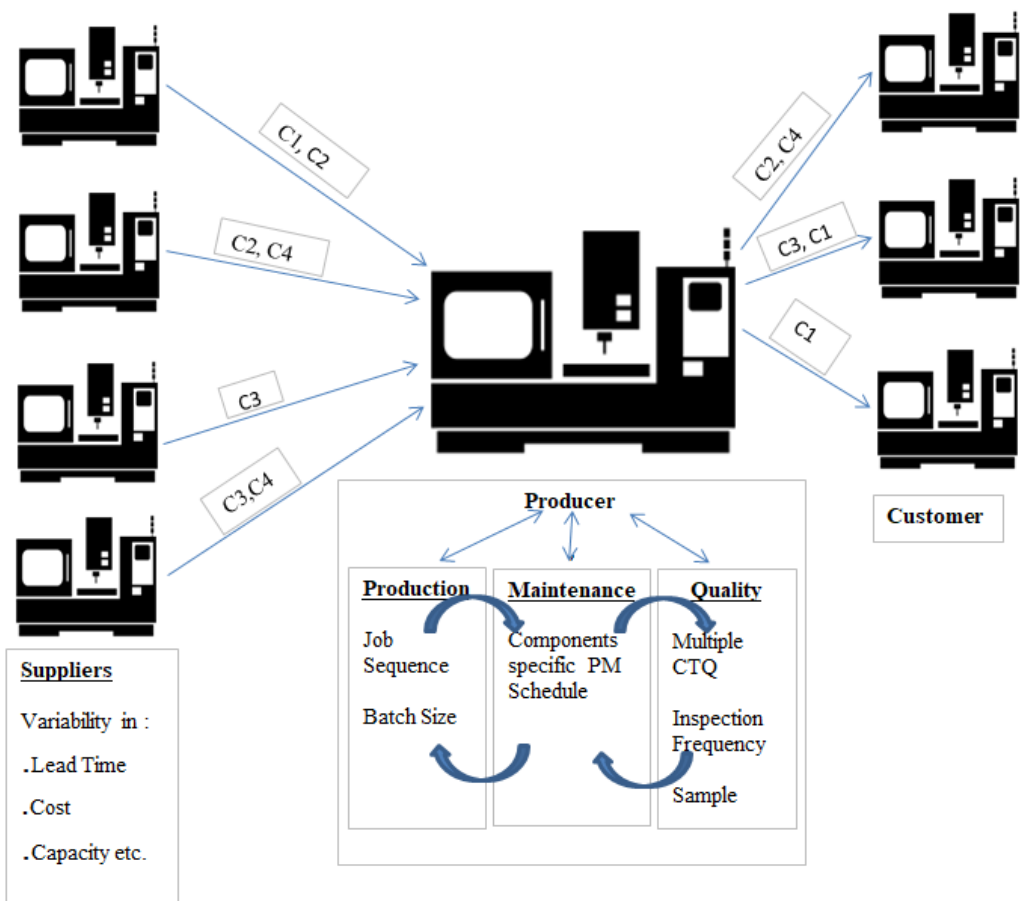 C1, C2
C2, C4
C3
C3,C4
C2, C4
C3, C1
C1
Suppliers
Variability in :
.Lead Time
.Cost
.Capacity etc.
Producer
Production
Job
Sequence
Batch Size
Maintenance
Components
specific PM
Schedule
Quality
Multiple
CTQ
Inspection
Frequency
Sample
Customer